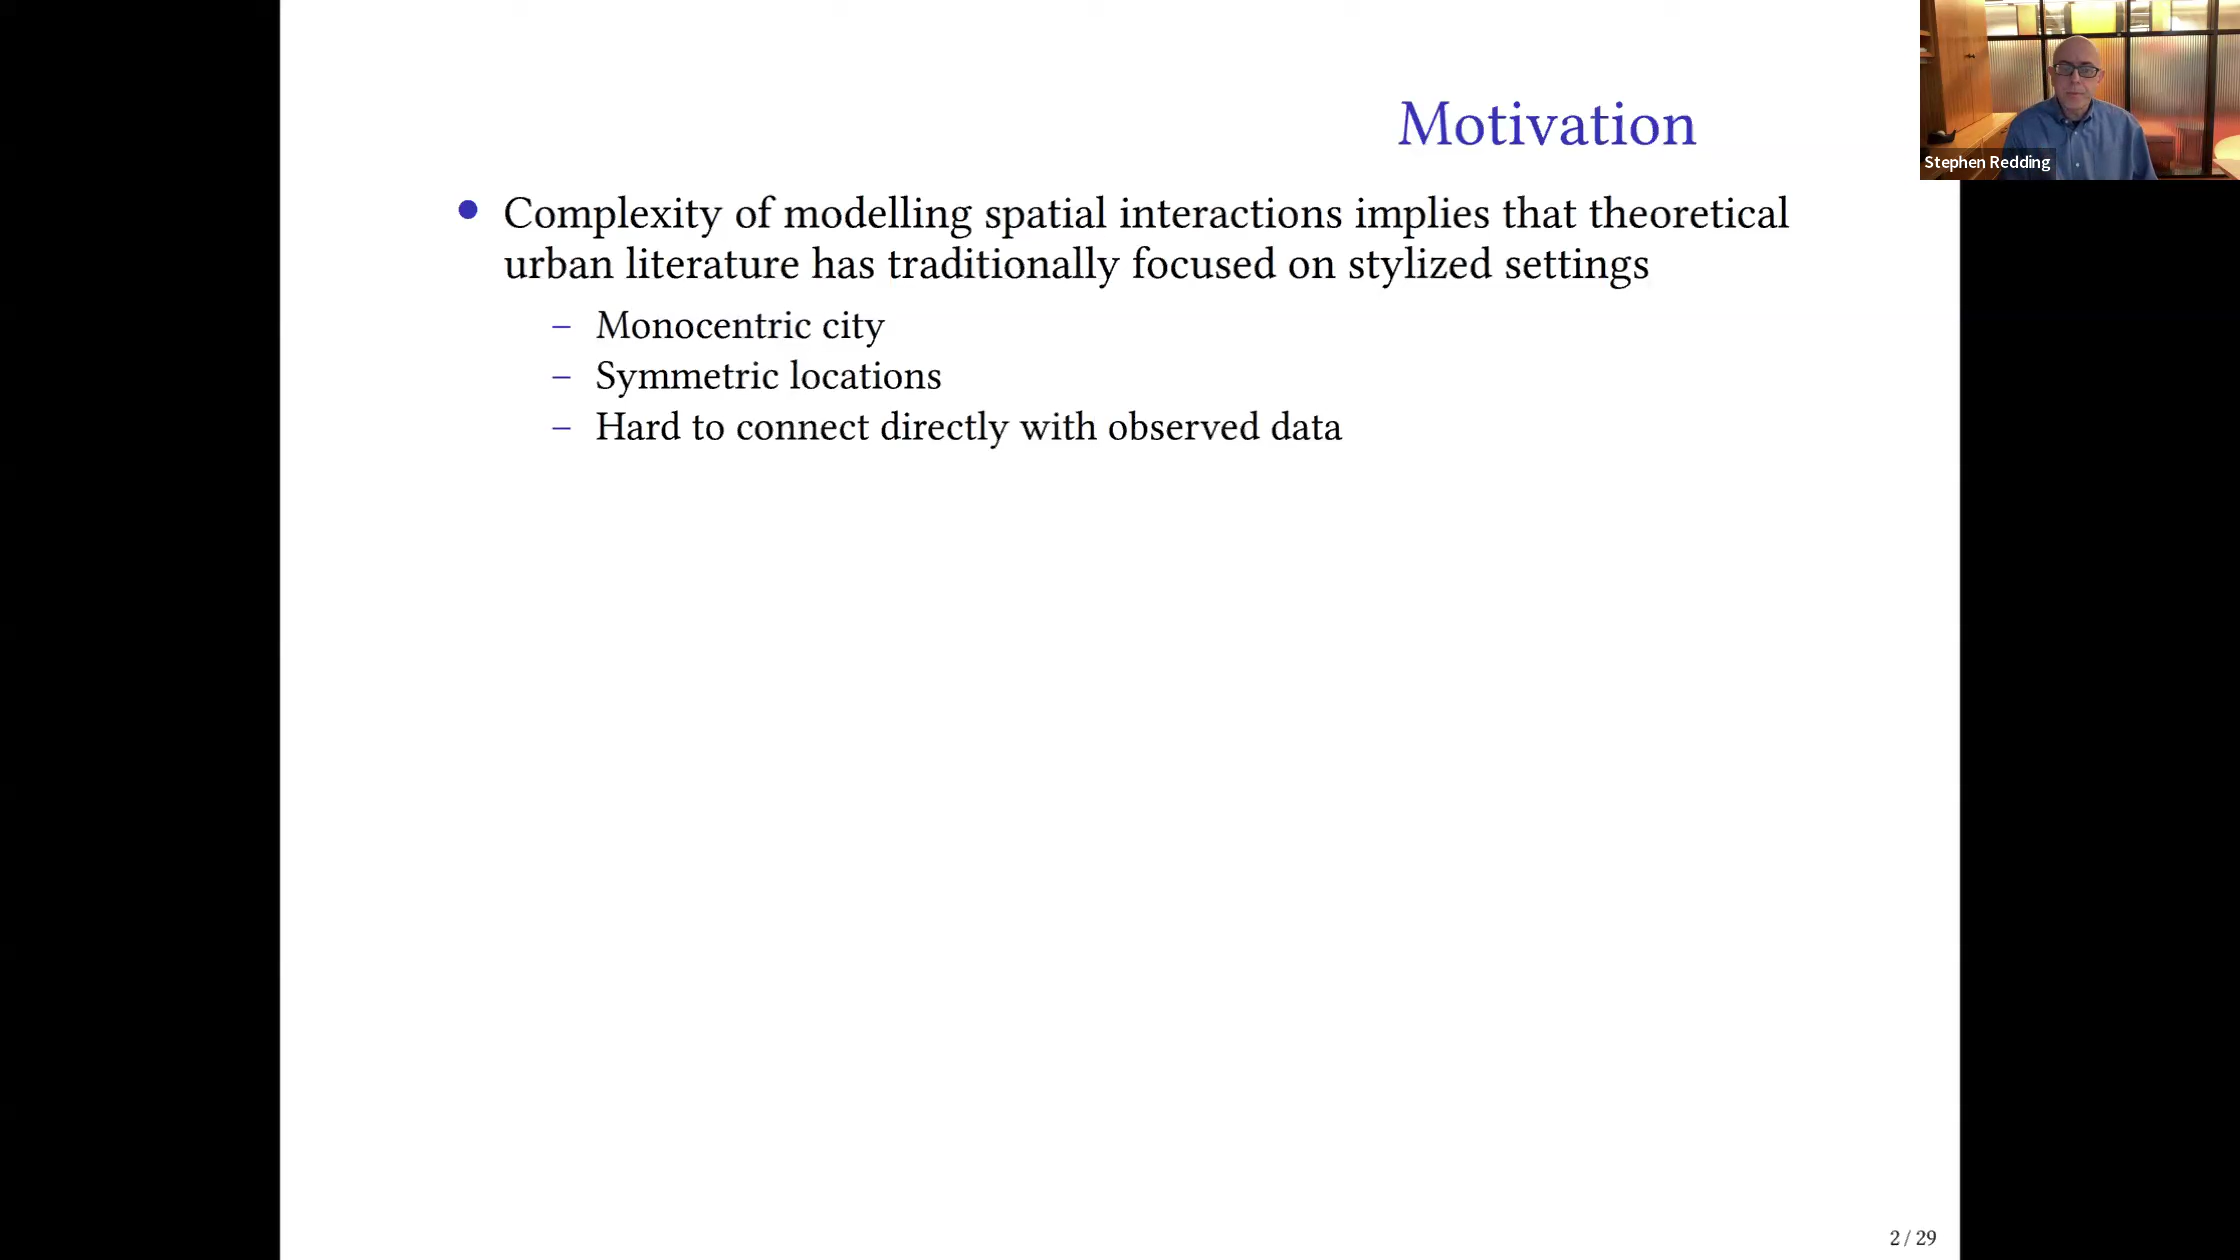 Motivation
Stephen Redding
• Complexity of modelling spatial interactions implies that theoretical
urban literature has traditionally focused on stylized settings
– Monocentric city
– Symmetric locations
– Hard to connect directly with observed data
2 / 29